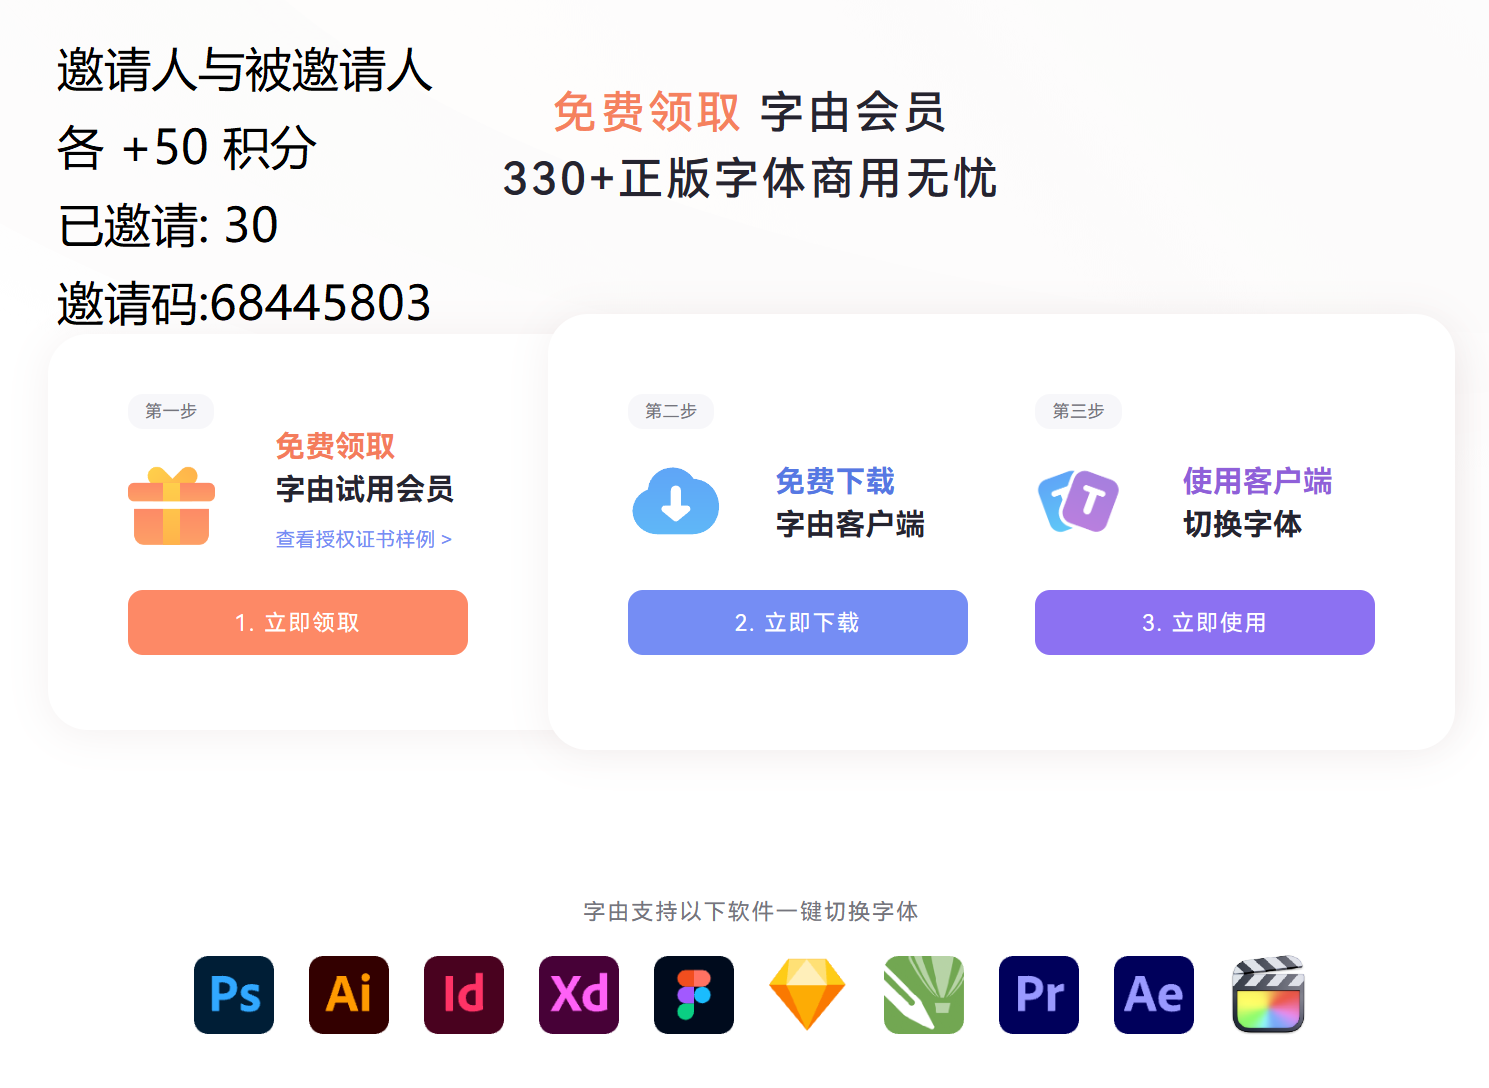 邀请人与被邀请人
各 +50 积分
已邀请: 30
邀请码:68445803
免费领取 字由会员
330+正版字体商用无忧
第一步
免费领取
字由试用会员
查看授权证书样例 >
1. 立即领取
第二步
免费下载
字由客户端
2. 立即下载
第三步
使用客户端
切换字体
3. 立即使用
字由支持以下软件一键切换字体
Ps Ai Id Xd Pr Ae